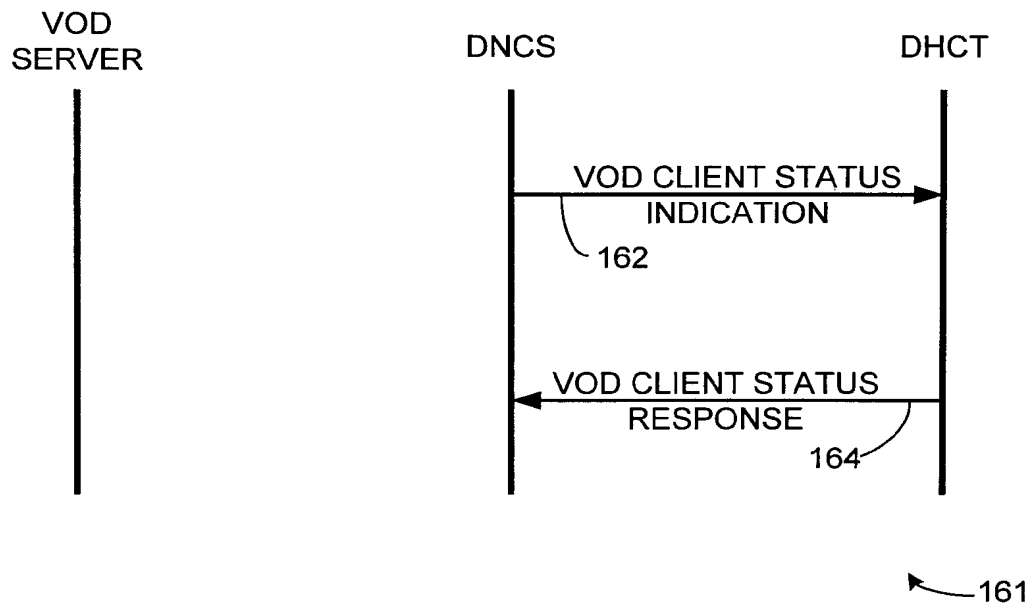 VOD
SERVER
DNCS
DHCT
VOD CLIENT STATUS
INDICATION
162
VOD CLIENT STATUS
RESPONSE
164
161